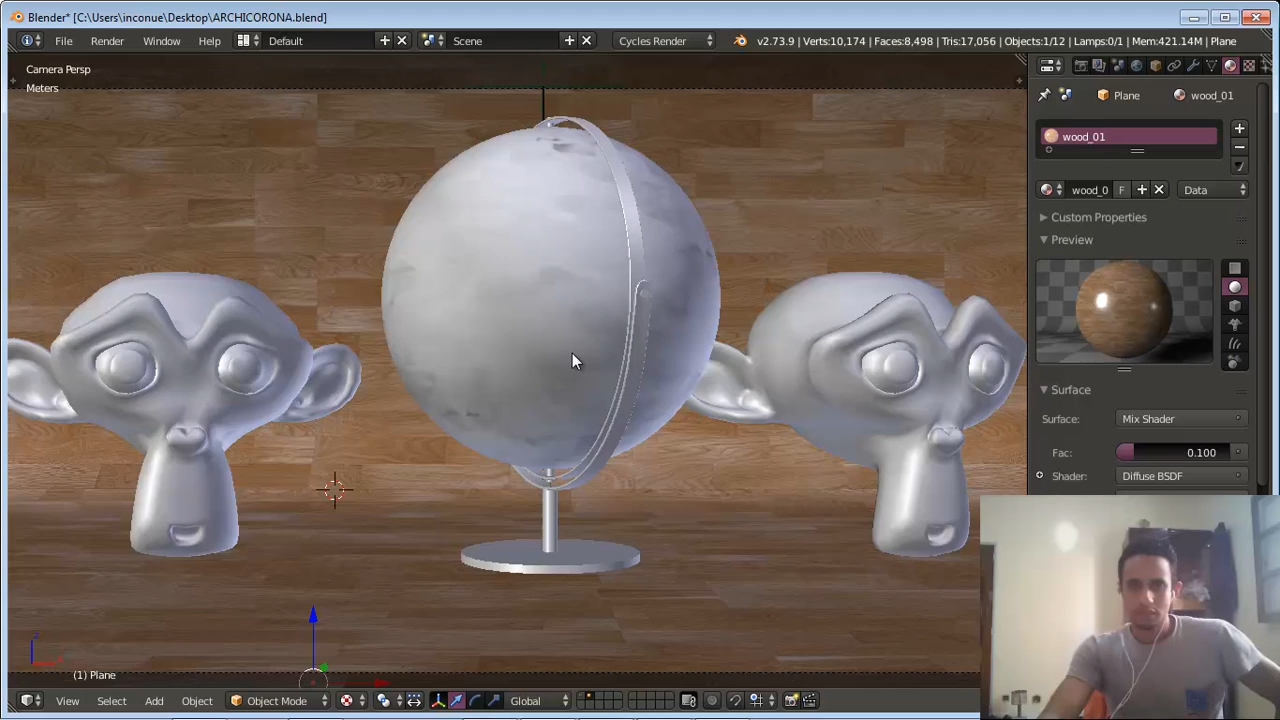 Blender* [C:\Users\inconue\Desktop\ARCHICORONA.blend]
File Render Window Help Default Scene Cycles Render v2.73.9 | Verts:10,174 | Faces:8,498 | Tris:17,056 | Objects:1/12 | Lamps:0/1 | Mem:421.14M | Plane
Camera Persp
Meters
Plane wood_01
wood_01
wood_0 F Data
Custom Properties
Preview
Surface
Surface: Mix Shader
Fac: 0.100
Shader: Diffuse BSDF
(1) Plane
View Select Add Object Object Mode Global